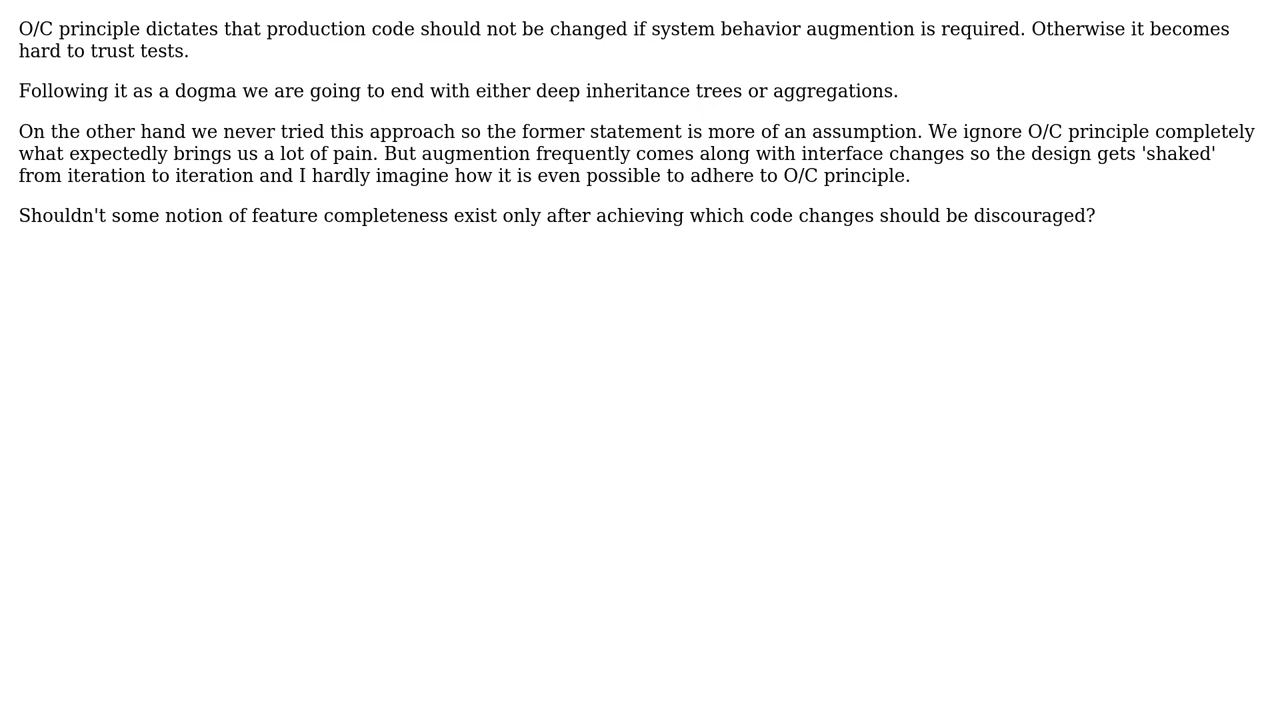 O/C principle dictates that production code should not be changed if system behavior augmention is required. Otherwise it becomes
hard to trust tests.
Following it as a dogma we are going to end with either deep inheritance trees or aggregations.
On the other hand we never tried this approach so the former statement is more of an assumption. We ignore O/C principle completely
what expectedly brings us a lot of pain. But augmention frequently comes along with interface changes so the design gets 'shaked'
from iteration to iteration and I hardly imagine how it is even possible to adhere to O/C principle.
Shouldn't some notion of feature completeness exist only after achieving which code changes should be discouraged?